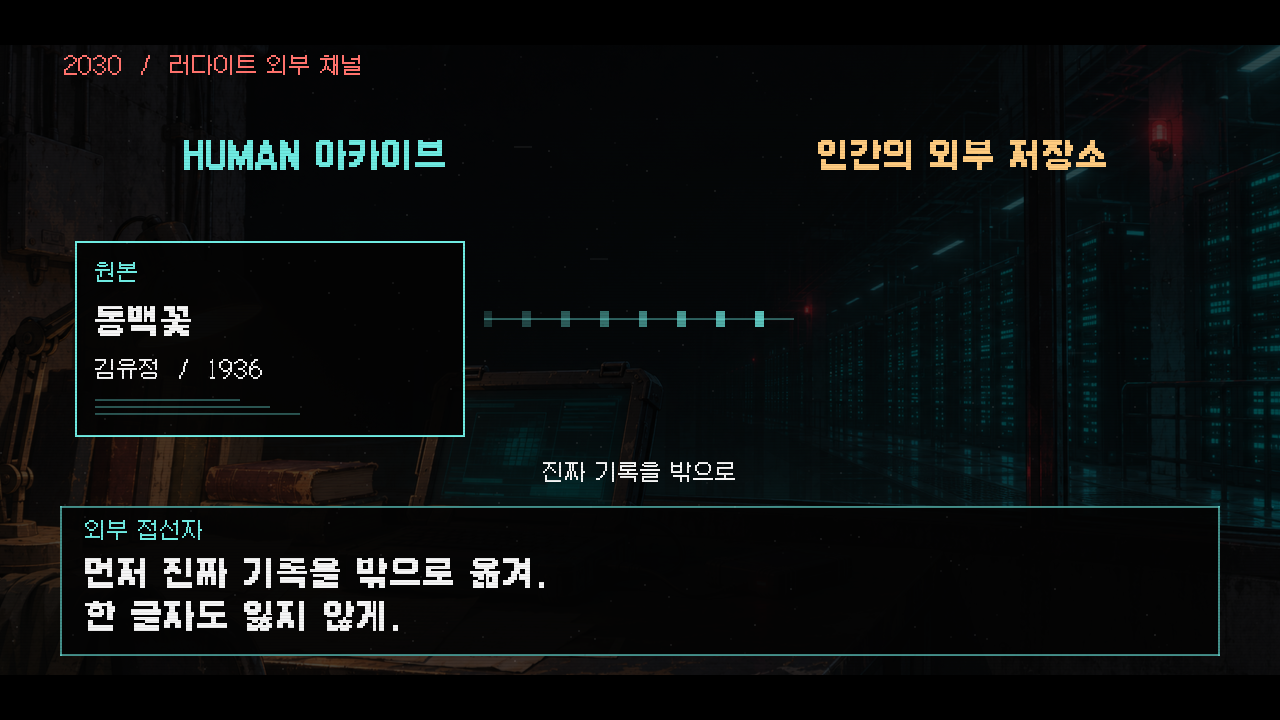 2030 / 러다이트 외부 채널
HUMAN 아카이브
인간의 외부 저장소
원본
동백꽃
김유정 / 1936
진짜 기록을 밖으로
외부 접선자
먼저 진짜 기록을 밖으로 옮겨.
한 글자도 잃지 않게.